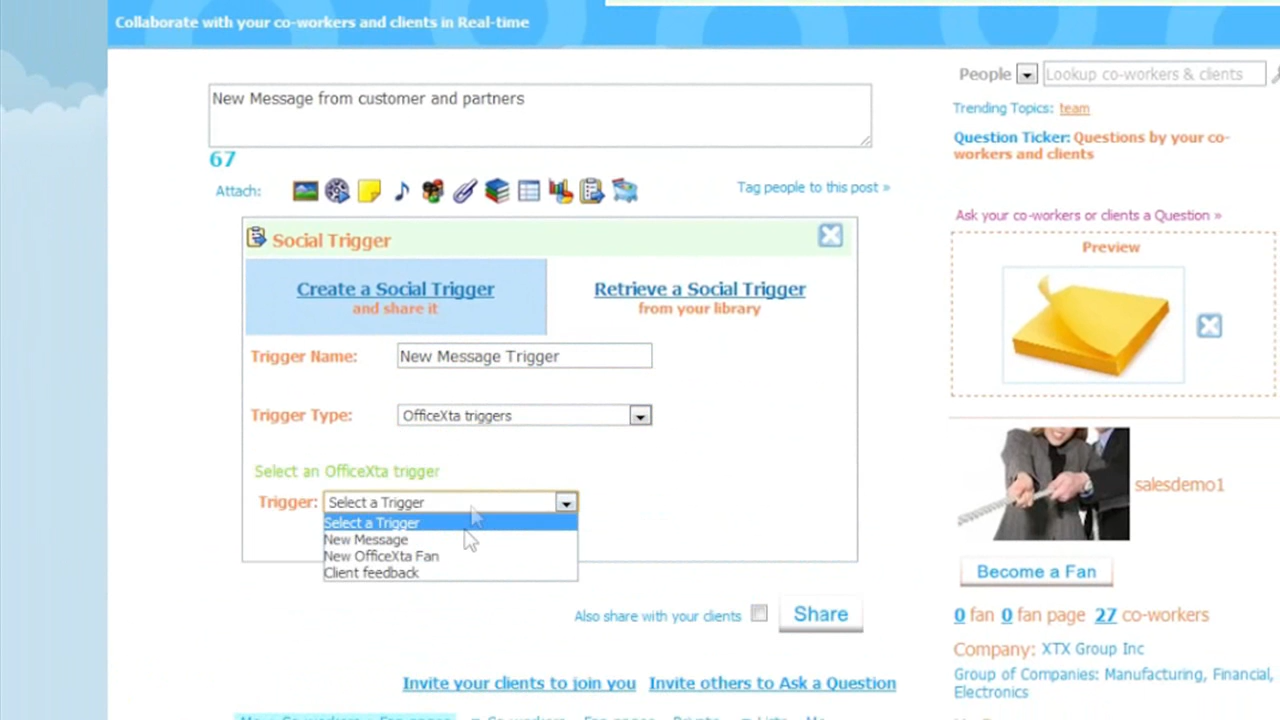 Collaborate with your co-workers and clients in Real-time
People
Lookup co-workers & clients
New Message from customer and partners
Trending Topics: team
Question Ticker: Questions by your co-
workers and clients
67
Attach:
Tag people to this post »
Ask your co-workers or clients a Question »
Social Trigger
Preview
Create a Social Trigger
and share it
Retrieve a Social Trigger
from your library
Trigger Name:
New Message Trigger
Trigger Type:
OfficeXta triggers
Select an OfficeXta trigger
Trigger:
Select a Trigger
Select a Trigger
New Message
New OfficeXta Fan
Client feedback
salesdemo1
Become a Fan
Also share with your clients
Share
0 fan 0 fan page 27 co-workers
Company: XTX Group Inc
Group of Companies: Manufacturing, Financial,
Electronics
Invite your clients to join you
Invite others to Ask a Question